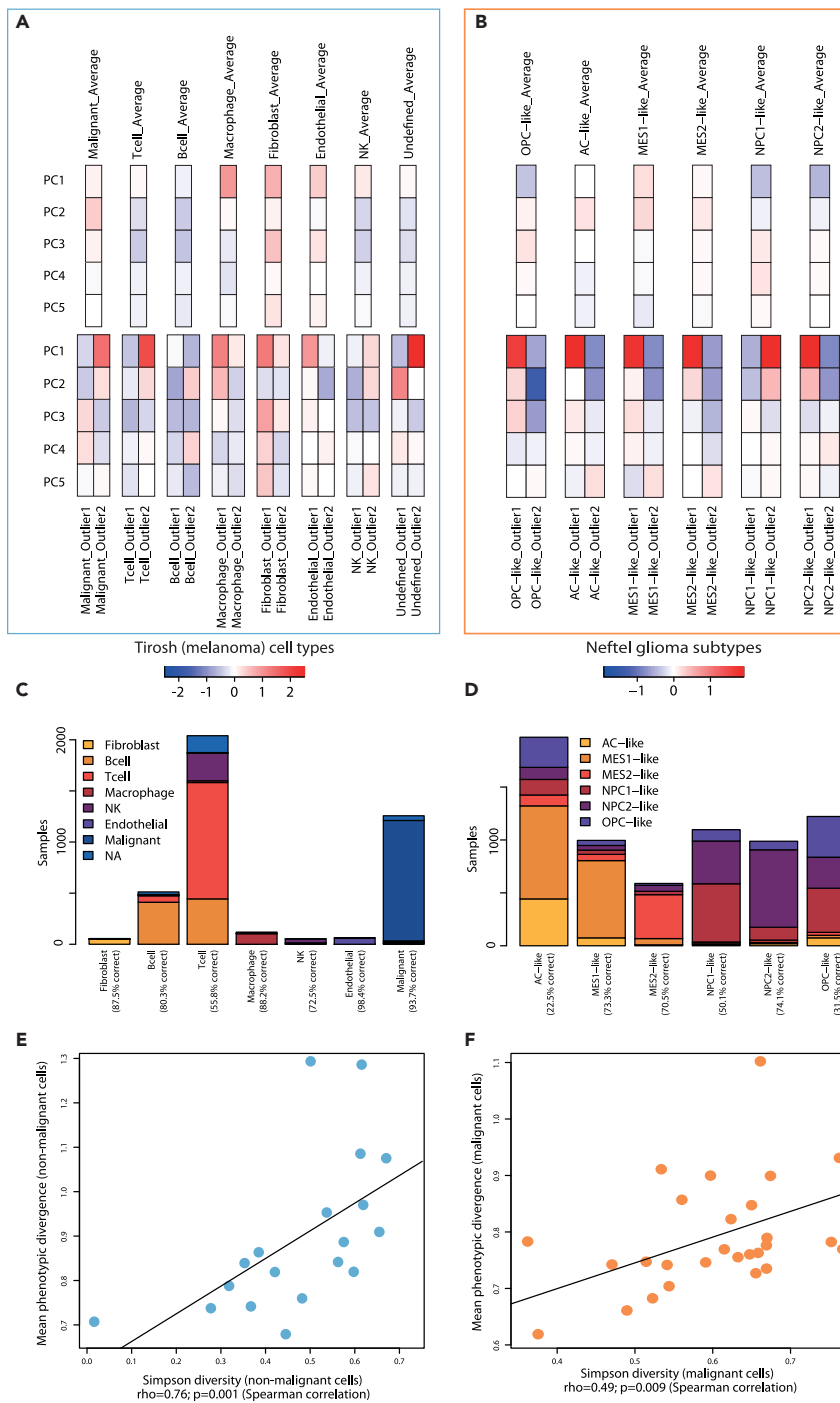 A
B
Malignant_Average
Tcell_Average
Bcell_Average
Macrophage_Average
Fibroblast_Average
Endothelial_Average
NK_Average
Undefined_Average
OPC-like_Average
AC-like_Average
MES1-like_Average
MES2-like_Average
NPC1-like_Average
NPC2-like_Average
PC1
PC2
PC3
PC4
PC5
PC1
PC2
PC3
PC4
PC5
Malignant_Outlier1
Malignant_Outlier2
Tcell_Outlier1
Tcell_Outlier2
Bcell_Outlier1
Bcell_Outlier2
Macrophage_Outlier1
Macrophage_Outlier2
Fibroblast_Outlier1
Fibroblast_Outlier2
Endothelial_Outlier1
Endothelial_Outlier2
NK_Outlier1
NK_Outlier2
Undefined_Outlier1
Undefined_Outlier2
OPC-like_Outlier1
OPC-like_Outlier2
AC-like_Outlier1
AC-like_Outlier2
MES1-like_Outlier1
MES1-like_Outlier2
MES2-like_Outlier1
MES2-like_Outlier2
NPC1-like_Outlier1
NPC1-like_Outlier2
NPC2-like_Outlier1
NPC2-like_Outlier2
Tirosh (melanoma) cell types
-2 -1 0 1 2
Neftel glioma subtypes
-1 0 1
C
Samples
0 1000 2000
Fibroblast
Bcell
Tcell
Macrophage
NK
Endothelial
Malignant
NA
Fibroblast
(87.5% correct)
Bcell
(80.3% correct)
Tcell
(55.8% correct)
Macrophage
(88.2% correct)
NK
(72.5% correct)
Endothelial
(98.4% correct)
Malignant
(93.7% correct)
D
Samples
0 1000
AC-like
MES1-like
MES2-like
NPC1-like
NPC2-like
OPC-like
AC-like
(22.5% correct)
MES1-like
(73.3% correct)
MES2-like
(70.5% correct)
NPC1-like
(50.1% correct)
NPC2-like
(74.1% correct)
OPC-like
(31.5% correct)
E
Mean phenotypic divergence (non-malignant cells)
0.7 0.8 0.9 1.0 1.1 1.2 1.3
0.0 0.1 0.2 0.3 0.4 0.5 0.6 0.7
Simpson diversity (non-malignant cells)
rho=0.76; p=0.001 (Spearman correlation)
F
Mean phenotypic divergence (malignant cells)
0.6 0.7 0.8 0.9 1.0 1.1
0.4 0.5 0.6 0.7
Simpson diversity (malignant cells)
rho=0.49; p=0.009 (Spearman correlation)